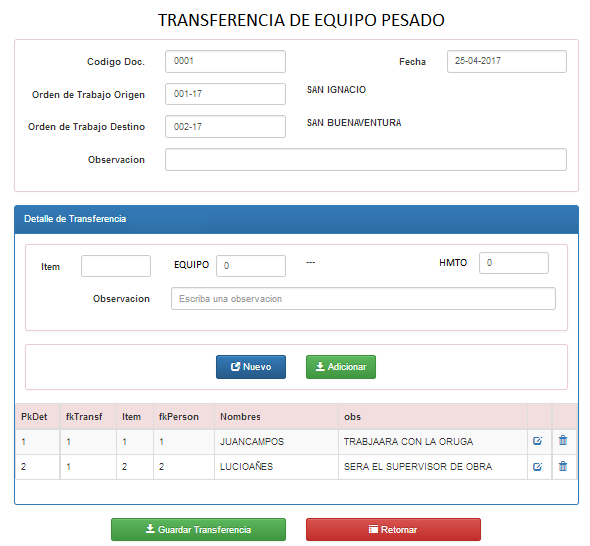 TRANSFERENCIA DE EQUIPO PESADO
Codigo Doc. 0001 Fecha 25-04-2017
Orden de Trabajo Origen 001-17 SAN IGNACIO
Orden de Trabajo Destino 002-17 SAN BUENAVENTURA
Observacion
Detalle de Transferencia
Item EQUIPO 0 --- HMTO 0
Observacion Escriba una observacion
Nuevo Adicionar
PkDet fkTransf Item fkPerson Nombres obs
1 1 1 1 JUANCAMPOS TRABJAARA CON LA ORUGA
2 1 2 2 LUCIOAÑES SERA EL SUPERVISOR DE OBRA
Guardar Transferencia Retornar